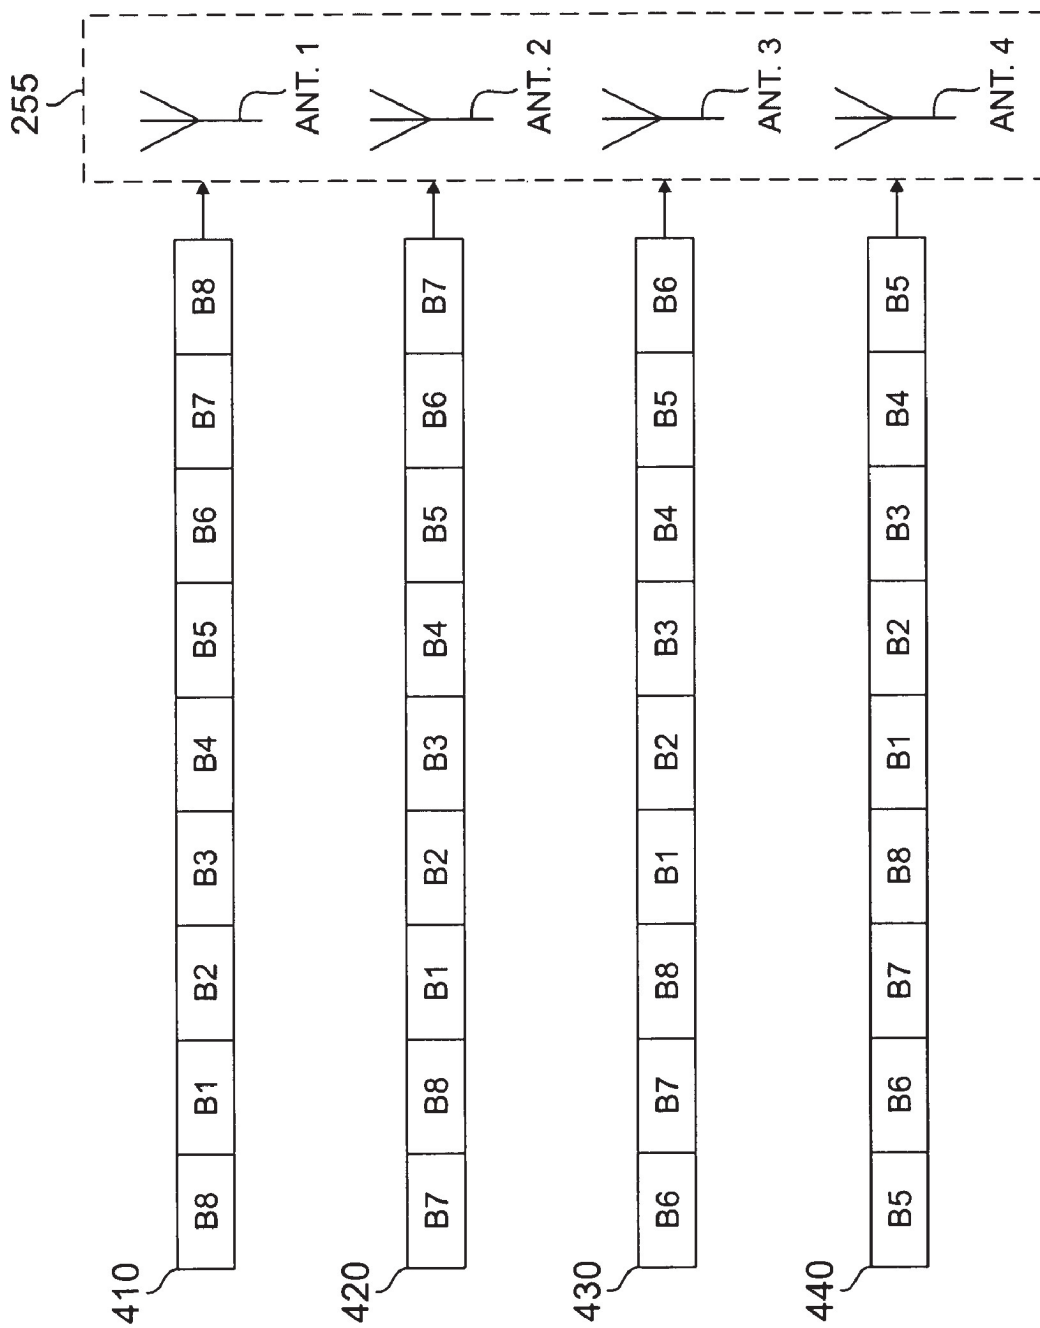 255
ANT. 1
ANT. 2
ANT. 3
ANT. 4
410
B8 B1 B2 B3 B4 B5 B6 B7 B8
420
B7 B8 B1 B2 B3 B4 B5 B6 B7
430
B6 B7 B8 B1 B2 B3 B4 B5 B6
440
B5 B6 B7 B8 B1 B2 B3 B4 B5